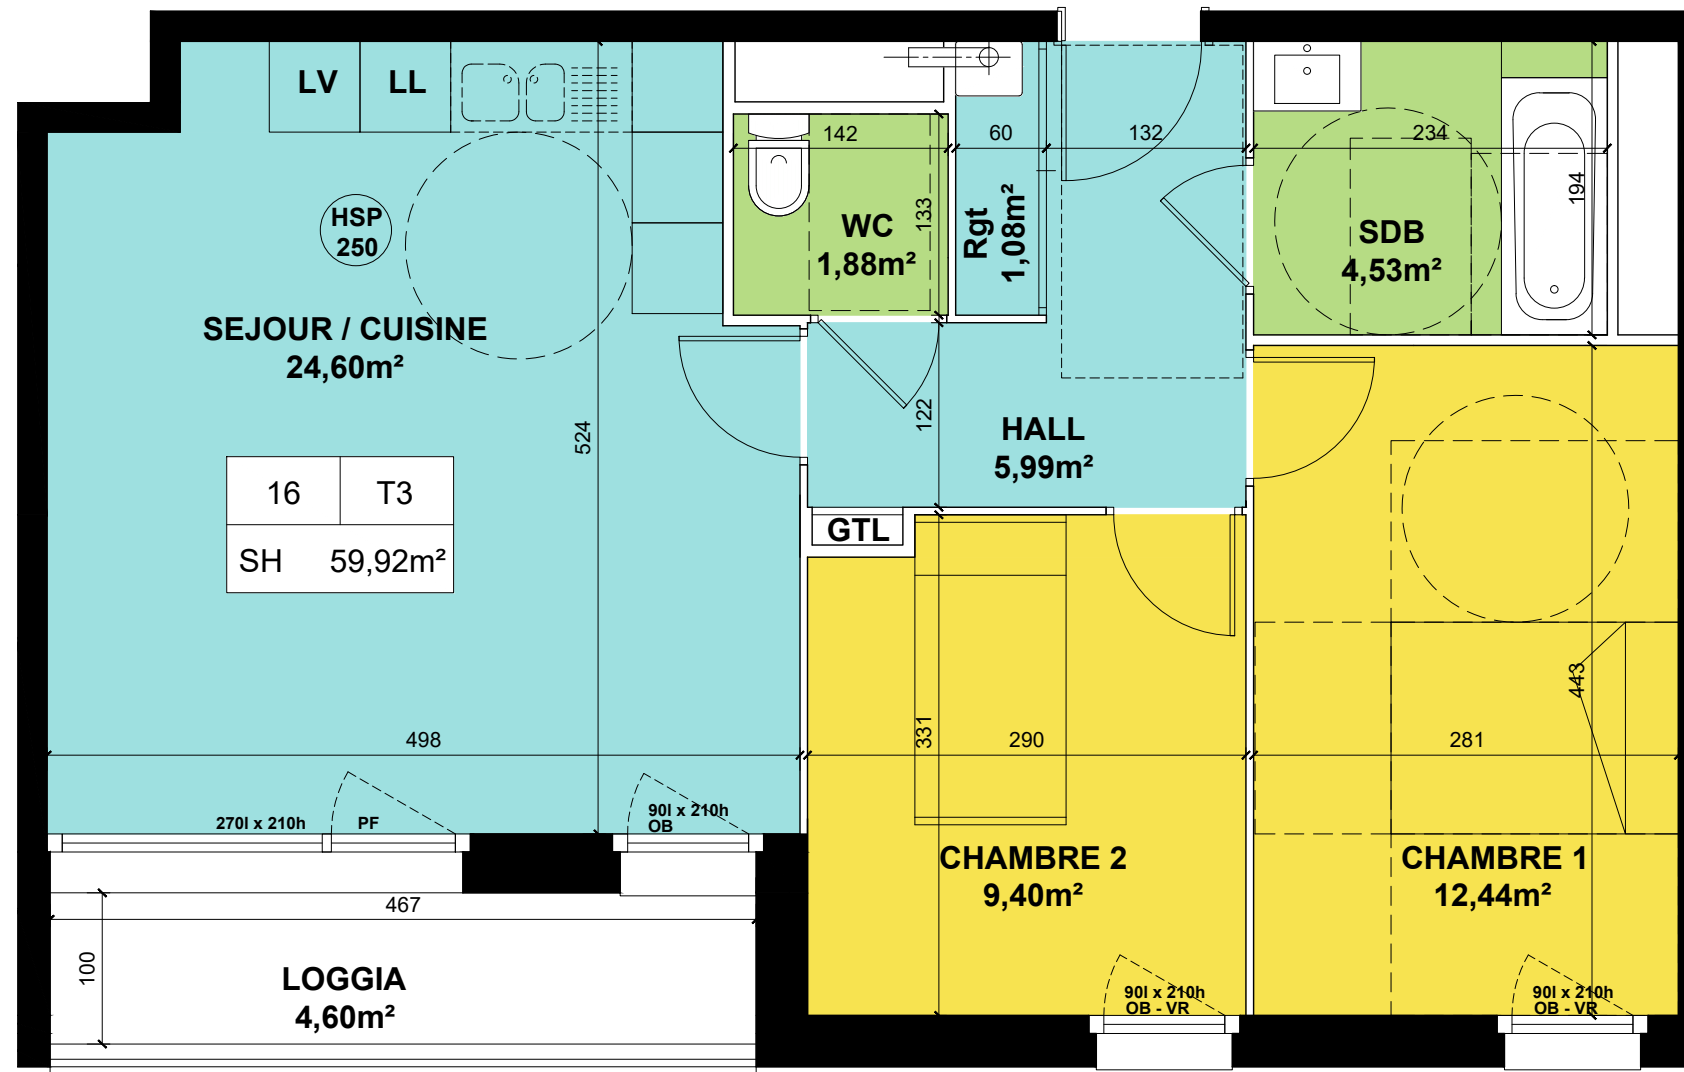 LV
LL
142
60
132
234
HSP
250
133
WC
1,88m²
Rgt
1,08m²
194
SDB
4,53m²
SEJOUR / CUISINE
24,60m²
524
122
HALL
5,99m²
16
T3
SH 59,92m²
GTL
443
331
498
290
281
270l x 210h
PF
90l x 210h
OB
CHAMBRE 2
9,40m²
CHAMBRE 1
12,44m²
467
100
LOGGIA
4,60m²
90l x 210h
OB - VR
90l x 210h
OB - VR